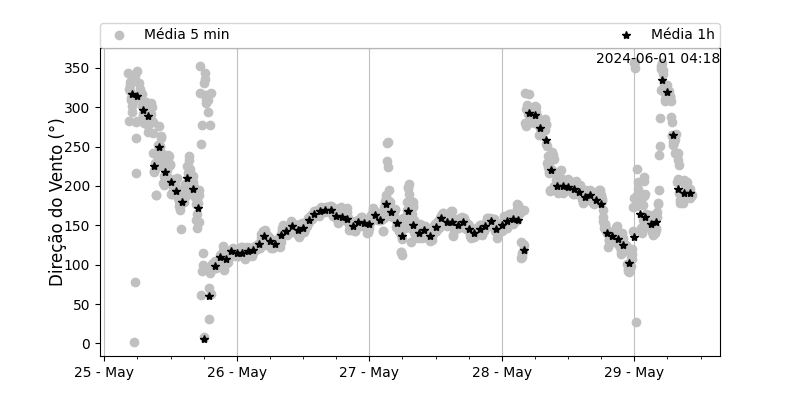 Média 5 min
Média 1h
2024-06-01 04:18
Direção do Vento (°)
350
300
250
200
150
100
50
0
25 - May
26 - May
27 - May
28 - May
29 - May